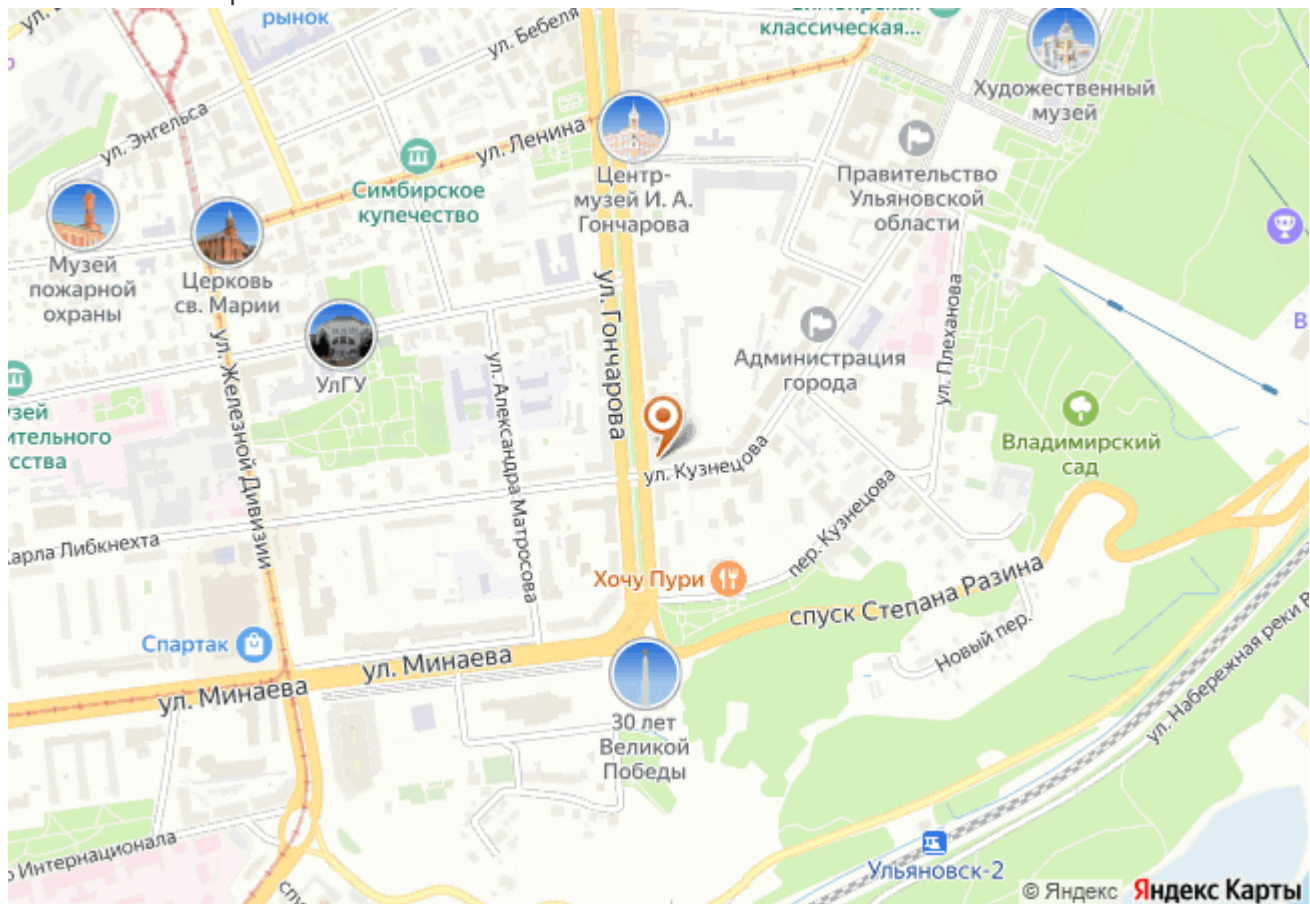 рынок
ул. Бебеля
классическая...
Художественный
музей
ул. Энгельса
ул. Ленина
Симбирское
купечество
Центр-
музей И. А.
Гончарова
Правительство
Ульяновской
области
Музей
пожарной
охраны
Церковь
св. Марии
УлГУ
ул. Железной Дивизии
ул. Александра Матросова
ул. Гончарова
Администрация
города
ул. Плеханова
Владимирский
сад
ул. Кузнецова
пер. Кузнецова
Карла Либкнехта
Хочу Пури
спуск Степана Разина
Новый пер.
Спартак
ул. Минаева
ул. Минаева
30 лет
Великой
Победы
ул. Набережная реки
Интернационала
Ульяновск-2
© Яндекс Яндекс Карты